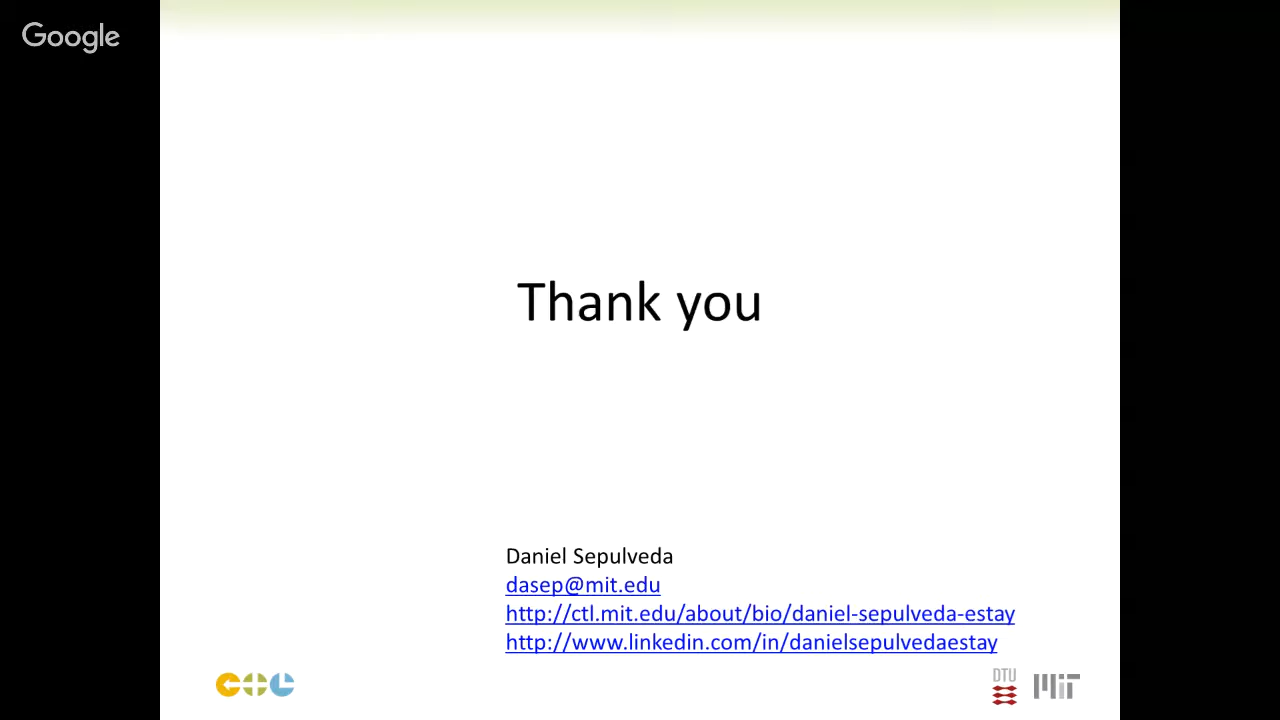 Google
Thank you
Daniel Sepulveda
dasep@mit.edu
http://ctl.mit.edu/about/bio/daniel-sepulveda-estay
http://www.linkedin.com/in/danielsepulvedaestay
CTL
DTU
MIT